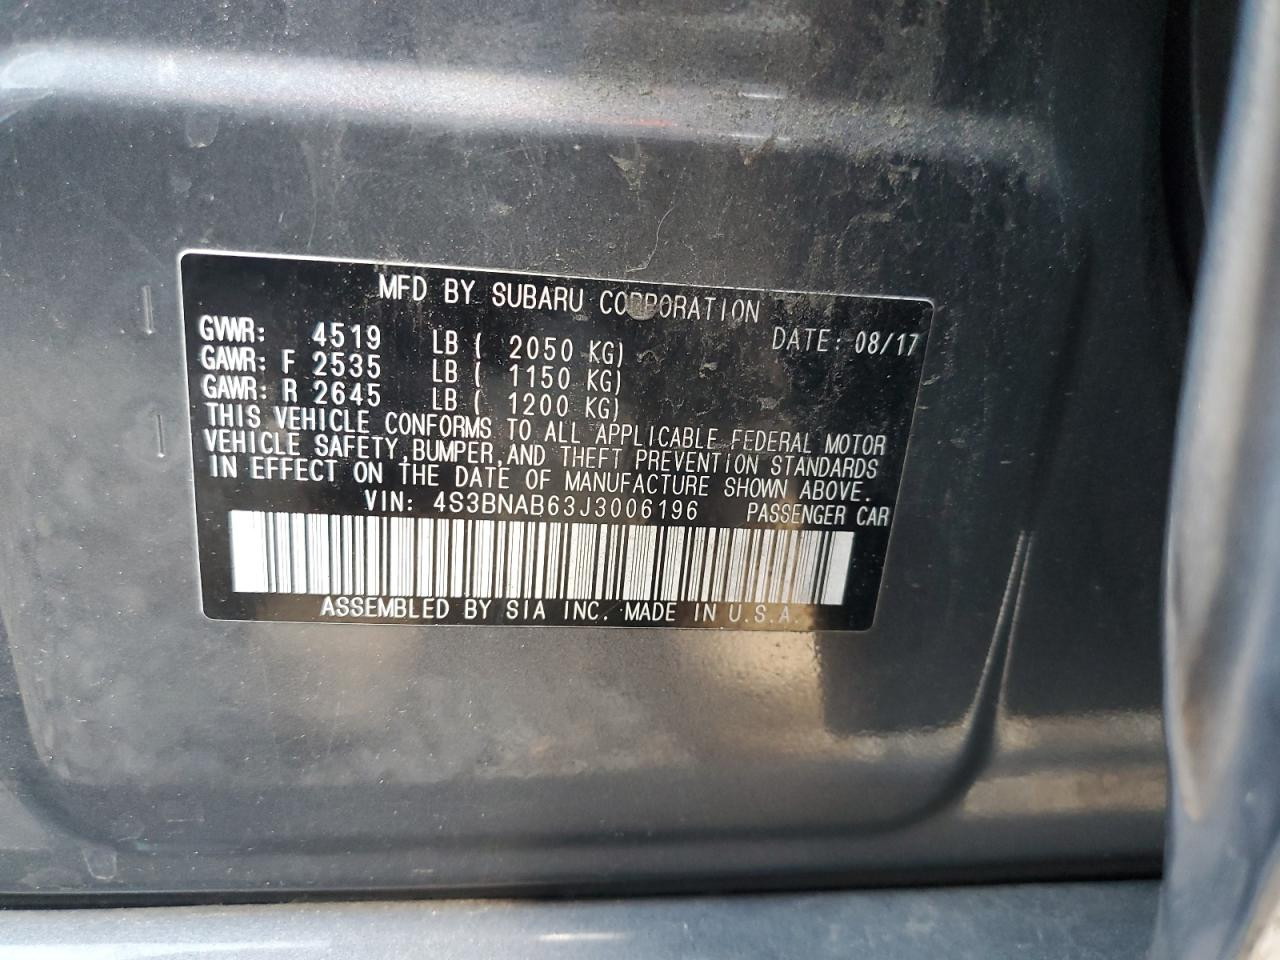 MFD BY SUBARU CORPORATION
GVWR: 4519 LB ( 2050 KG) DATE: 08/17
GAWR: F 2535 LB ( 1150 KG)
GAWR: R 2645 LB ( 1200 KG)
THIS VEHICLE CONFORMS TO ALL APPLICABLE FEDERAL MOTOR
VEHICLE SAFETY, BUMPER, AND THEFT PREVENTION STANDARDS
IN EFFECT ON THE DATE OF MANUFACTURE SHOWN ABOVE.
VIN: 4S3BNAB63J3006196 PASSENGER CAR
ASSEMBLED BY SIA INC. MADE IN U.S.A.